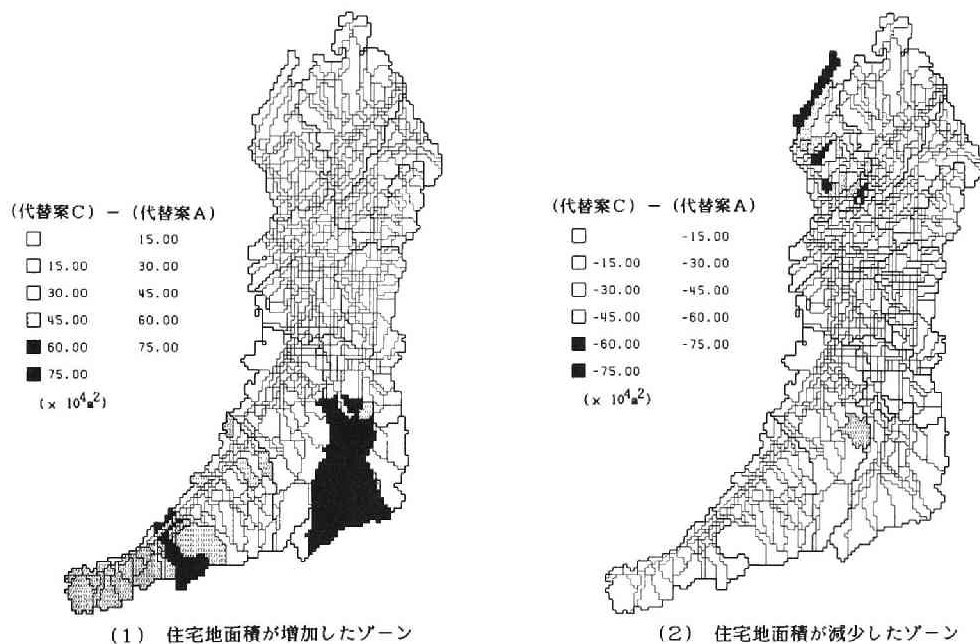 (代替案C) － (代替案A)
15.00
15.00 30.00
30.00 45.00
45.00 60.00
60.00 75.00
75.00
(× 10⁴m²)
(1) 住宅地面積が増加したゾーン
(代替案C) － (代替案A)
-15.00
-15.00 -30.00
-30.00 -45.00
-45.00 -60.00
-60.00 -75.00
-75.00
(× 10⁴m²)
(2) 住宅地面積が減少したゾーン